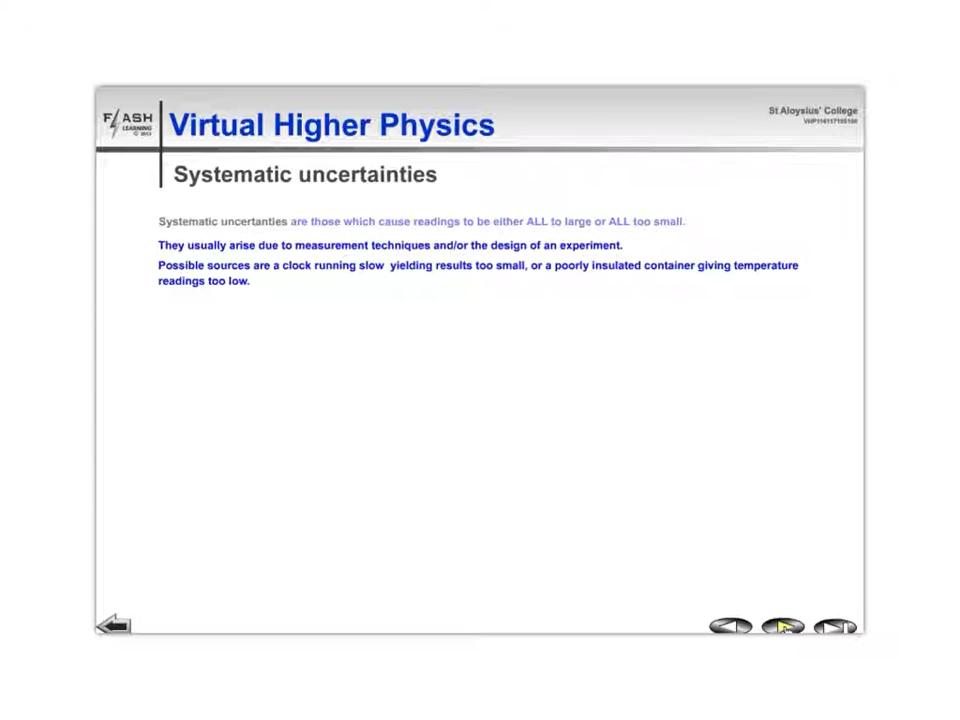 FLASH
LEARNING
© 2013
Virtual Higher Physics
St Aloysius' College
Systematic uncertainties
Systematic uncertanties are those which cause readings to be either ALL to large or ALL too small.
They usually arise due to measurement techniques and/or the design of an experiment.
Possible sources are a clock running slow yielding results too small, or a poorly insulated container giving temperature
readings too low.